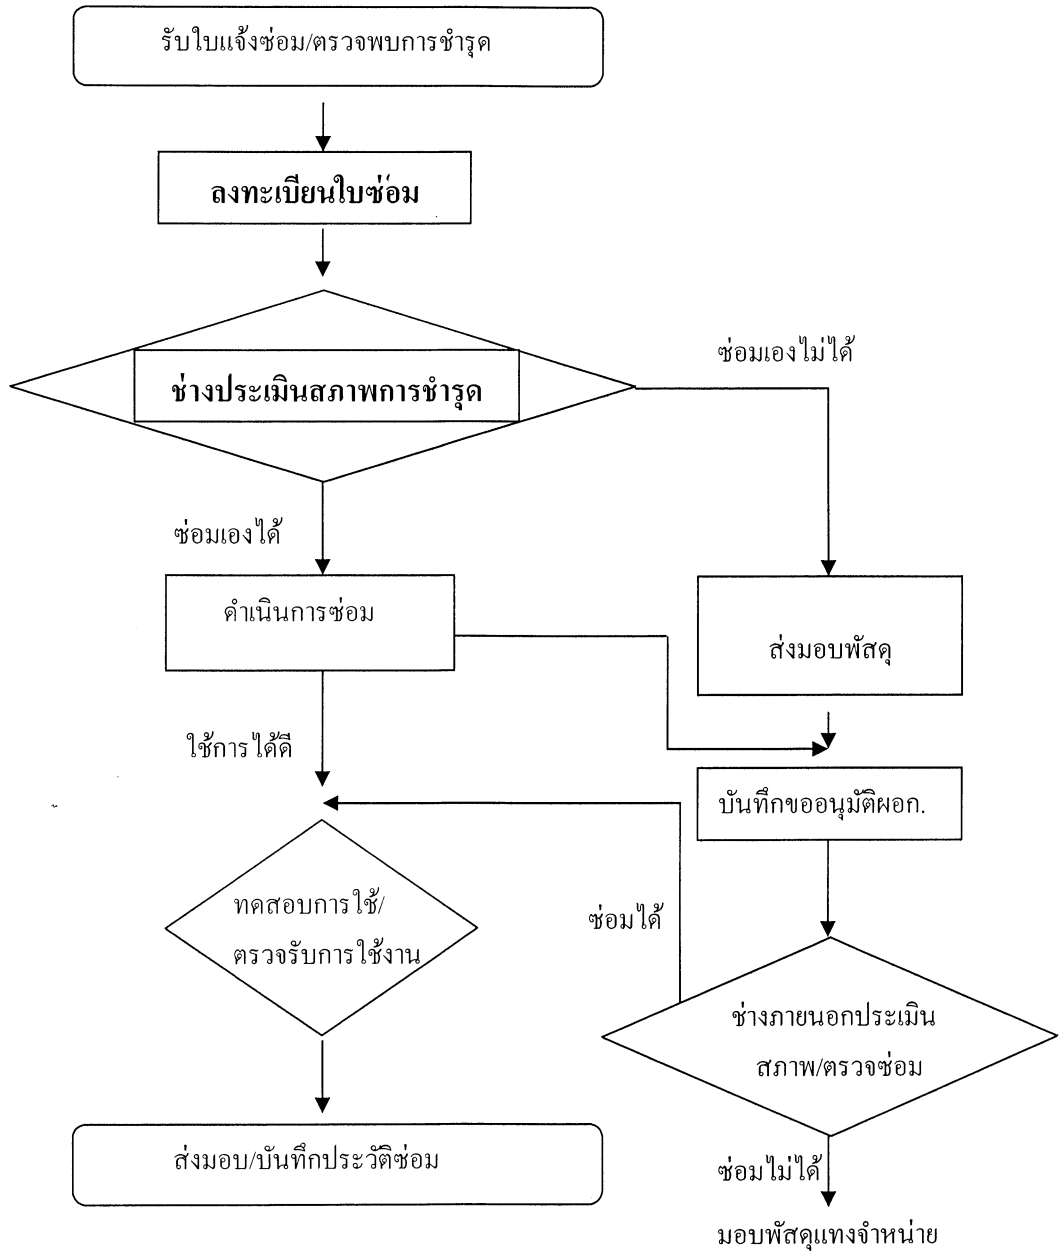 รับใบแจ้งซ่อม/ตรวจพบการชำรุด
ลงทะเบียนใบซ่อม
ช่างประเมินสภาพการชำรุด
ซ่อมเองไม่ได้
ซ่อมเองได้
ดำเนินการซ่อม
ส่งมอบพัสดุ
ใช้การได้ดี
บันทึกขออนุมัติผอก.
ทดสอบการใช้/
ตรวจรับการใช้งาน
ซ่อมได้
ช่างภายนอกประเมิน
สภาพ/ตรวจซ่อม
ส่งมอบ/บันทึกประวัติซ่อม
ซ่อมไม่ได้
มอบพัสดุแทงจำหน่าย